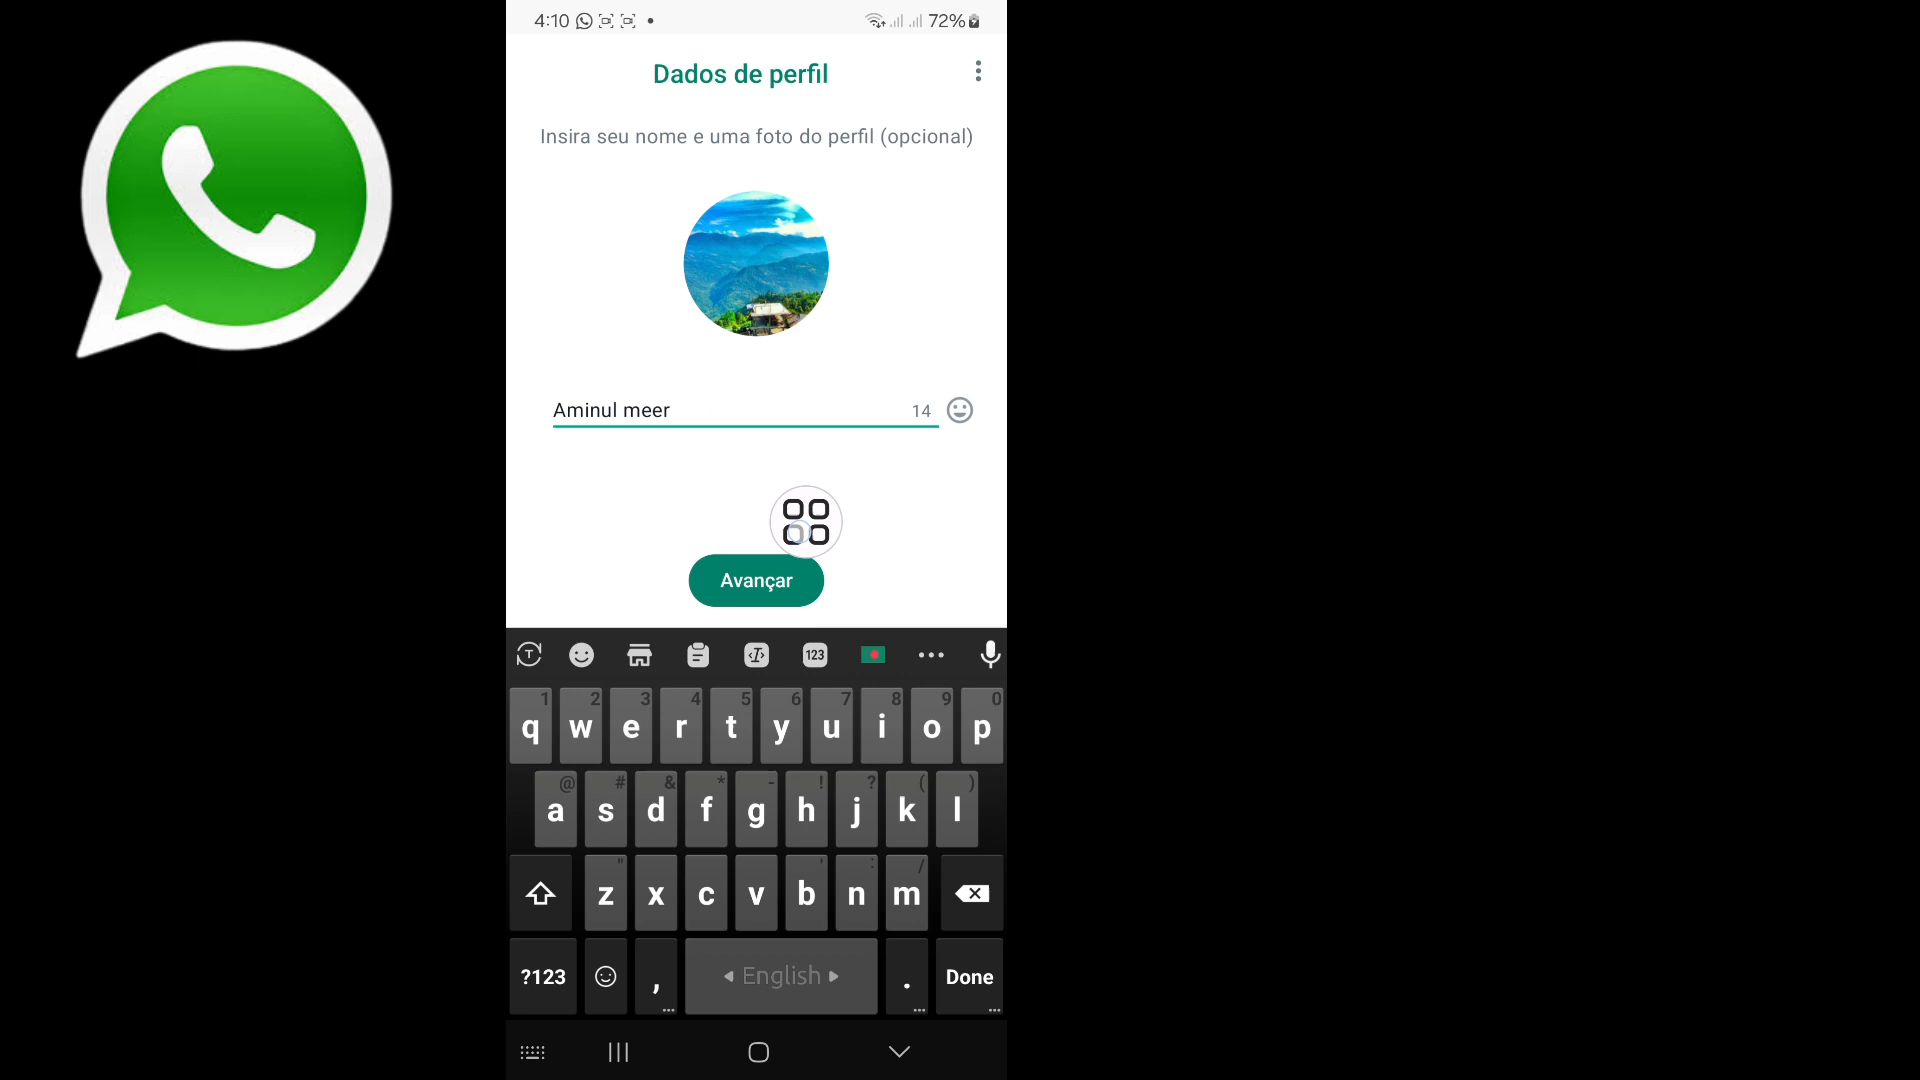 4:10 72%
Dados de perfil
Insira seu nome e uma foto do perfil (opcional)
Aminul meer 14
Avançar
T T 123
1 2 3 4 5 6 7 8 9 0
q w e r t y u i o p
@ # & * - ! ? ( )
a s d f g h j k l
" ' : /
z x c v b n m
?123 , English . Done